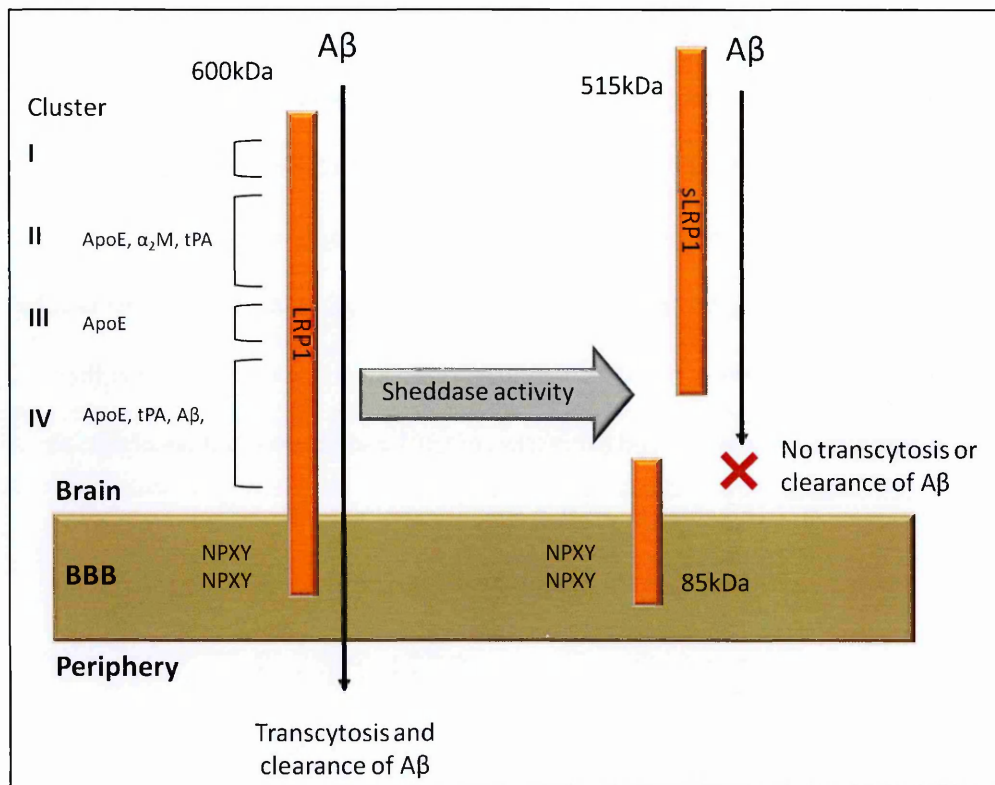 Aβ
600kDa
Cluster
I
II ApoE, α₂M, tPA
III ApoE
IV ApoE, tPA, Aβ,
LRP1
Brain
BBB
NPXY
NPXY
Periphery
Transcytosis and
clearance of Aβ
Sheddase activity
Aβ
515kDa
sLRP1
No transcytosis or
clearance of Aβ
NPXY
NPXY
85kDa